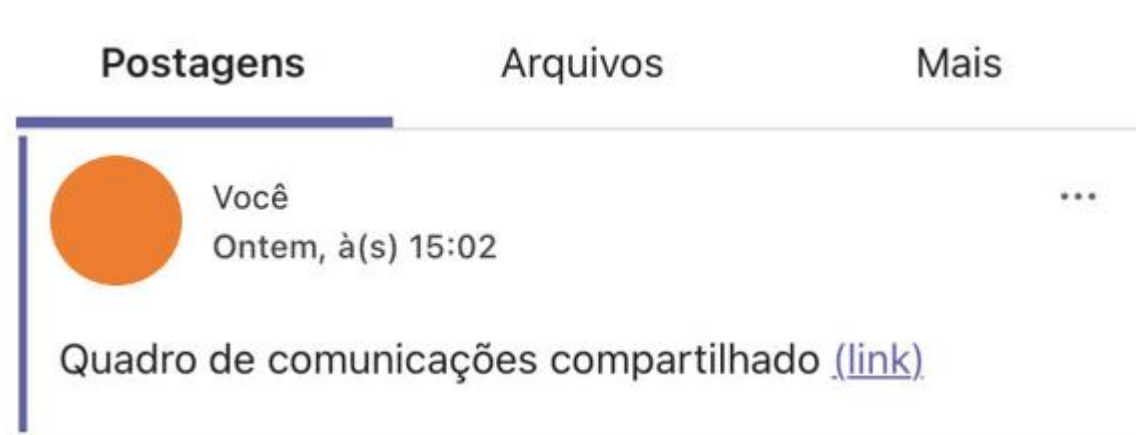 Postagens Arquivos Mais
Você
Ontem, à(s) 15:02
Quadro de comunicações compartilhado (link)